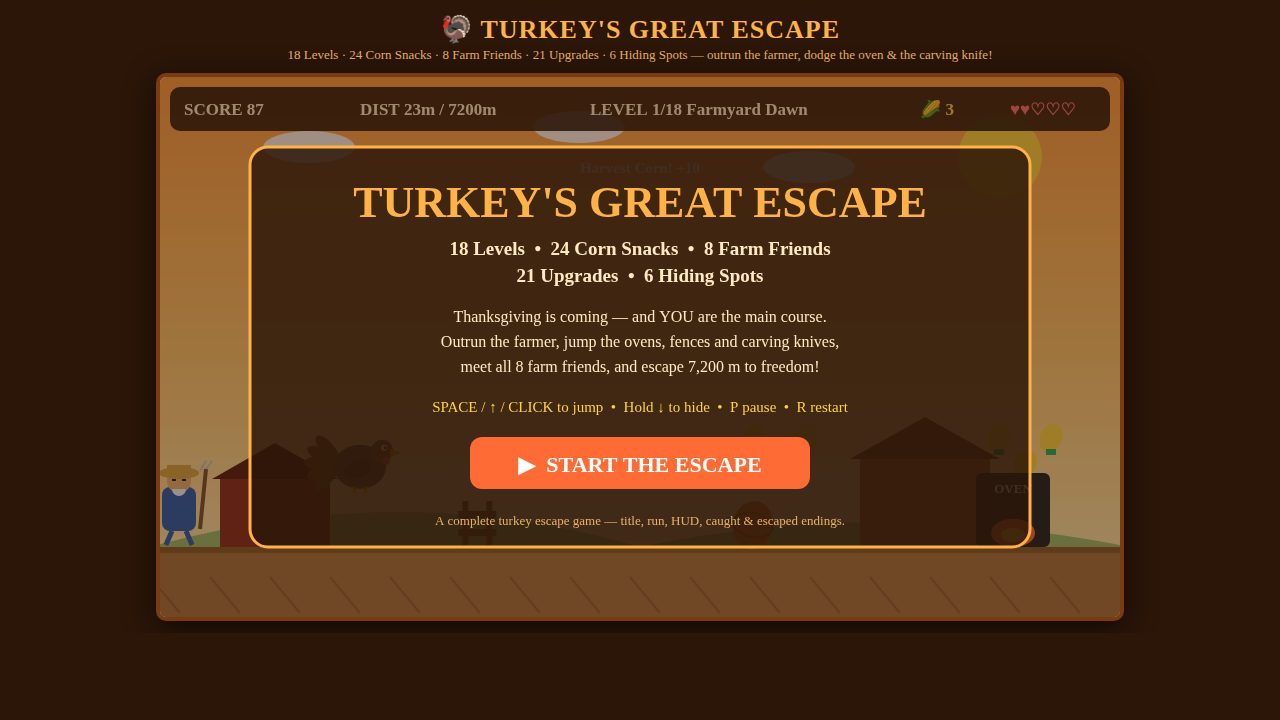 🦃 TURKEY'S GREAT ESCAPE
18 Levels · 24 Corn Snacks · 8 Farm Friends · 21 Upgrades · 6 Hiding Spots — outrun the farmer, dodge the oven & the carving knife!
SCORE 87 DIST 23m / 7200m LEVEL 1/18 Farmyard Dawn 🌽 3 ♥♥♡♡♡
Harvest Corn! +10
TURKEY'S GREAT ESCAPE
18 Levels • 24 Corn Snacks • 8 Farm Friends
21 Upgrades • 6 Hiding Spots
Thanksgiving is coming — and YOU are the main course.
Outrun the farmer, jump the ovens, fences and carving knives,
meet all 8 farm friends, and escape 7,200 m to freedom!
SPACE / ↑ / CLICK to jump • Hold ↓ to hide • P pause • R restart
▶ START THE ESCAPE
OVEN
A complete turkey escape game — title, run, HUD, caught & escaped endings.